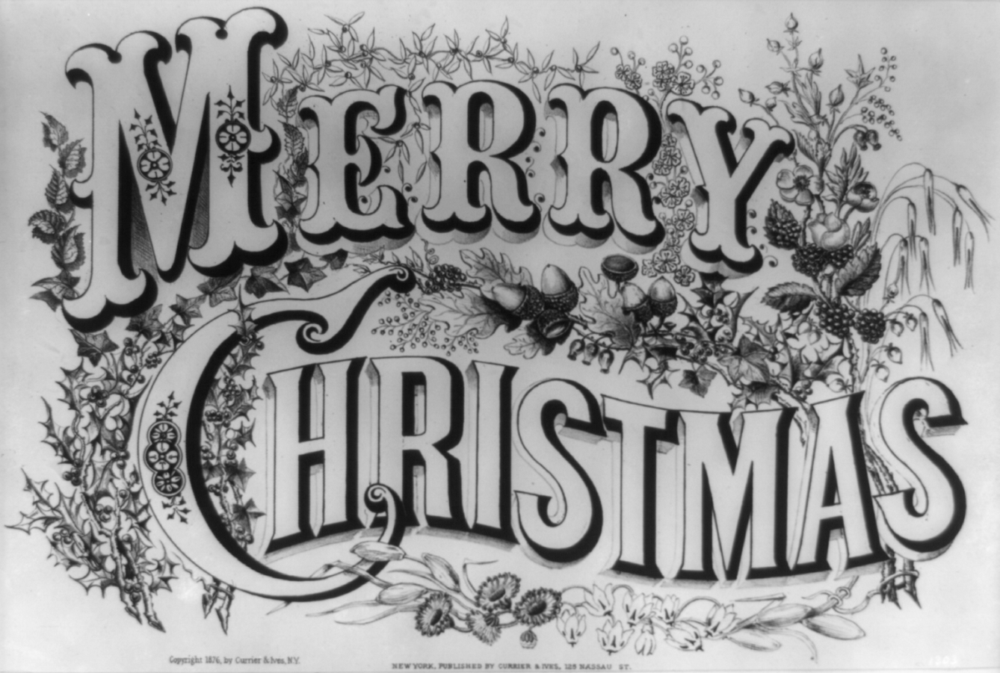 MERRY
CHRISTMAS
Copyright 1876, by Currier & Ives, N.Y.
NEW YORK, PUBLISHED BY CURRIER & IVES, 125 NASSAU ST.